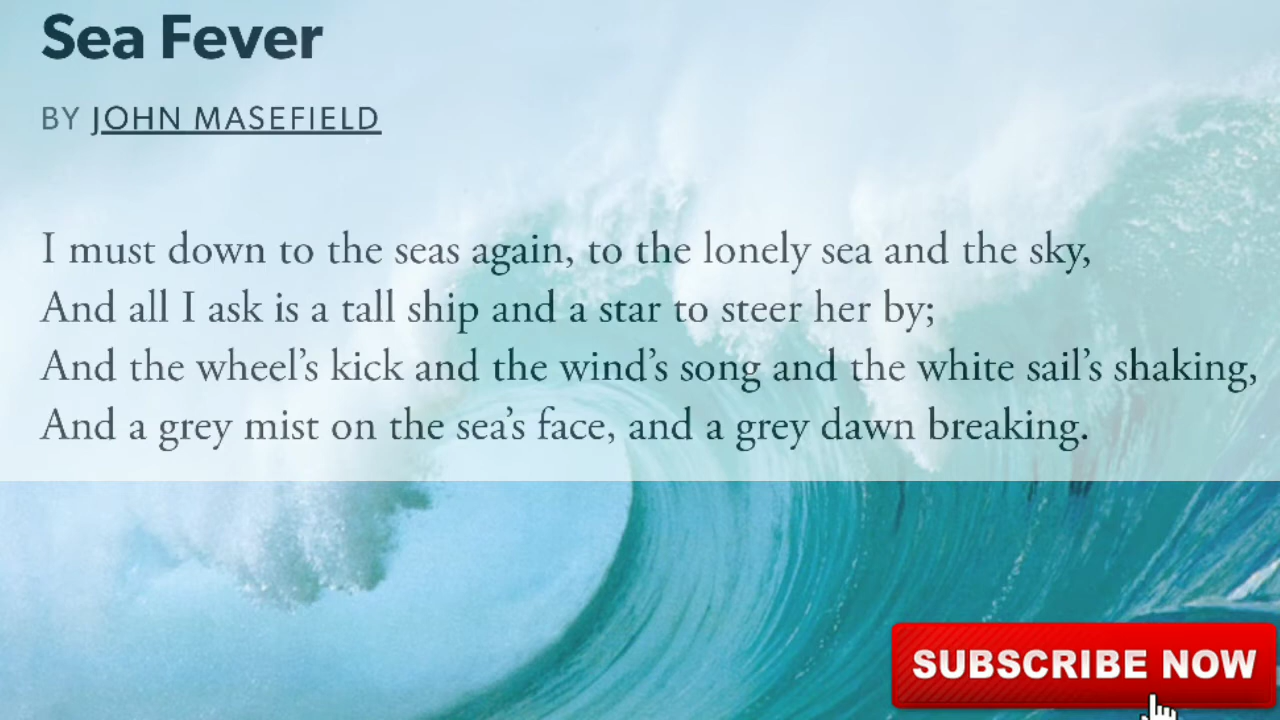 Sea Fever
BY JOHN MASEFIELD
I must down to the seas again, to the lonely sea and the sky,
And all I ask is a tall ship and a star to steer her by;
And the wheel’s kick and the wind’s song and the white sail’s shaking,
And a grey mist on the sea’s face, and a grey dawn breaking.
SUBSCRIBE NOW